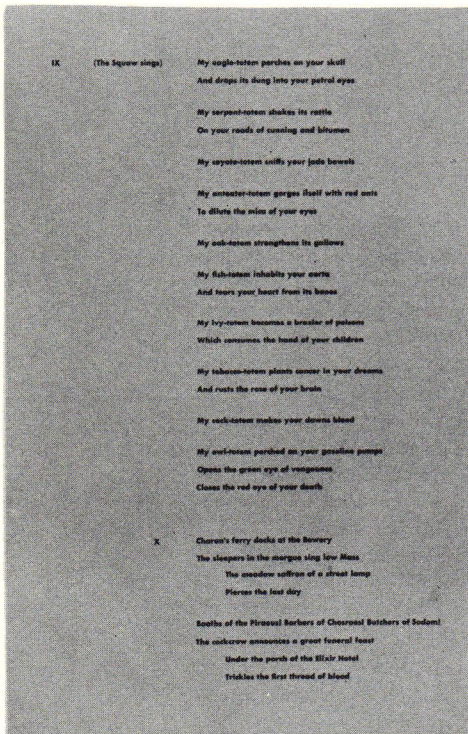 IX (The Squaw sings) My eagle-totem perches on your skull
And drops its dung into your petrol eyes
My serpent-totem shakes its rattle
On your roads of cunning and bitumen
My coyote-totem sniffs your jade bowels
My anteater-totem gorges itself with red ants
To dilute the mica of your eyes
My oak-totem strengthens its gallows
My fish-totem inhabits your aorta
And tears your heart from its bases
My ivy-totem becomes a brazier of poisons
Which consumes the hand of your children
My tobacco-totem plants cancer in your dreams
And rusts the rose of your brain
My rock-totem makes your dawns bleed
My owl-totem perched on your gasoline pumps
Opens the green eye of vengeance
Closes the red eye of your death
X Charon's ferry docks at the Bowery
The sleepers in the morgue sing low Mass
The meadow saffron of a street lamp
Pierces the last day
Booths of the Piraeus! Barbers of Charcoal Butchers of Sodom!
The cockcrow announces a great funeral feast
Under the porch of the Elixir Hotel
Trickles the first thread of blood